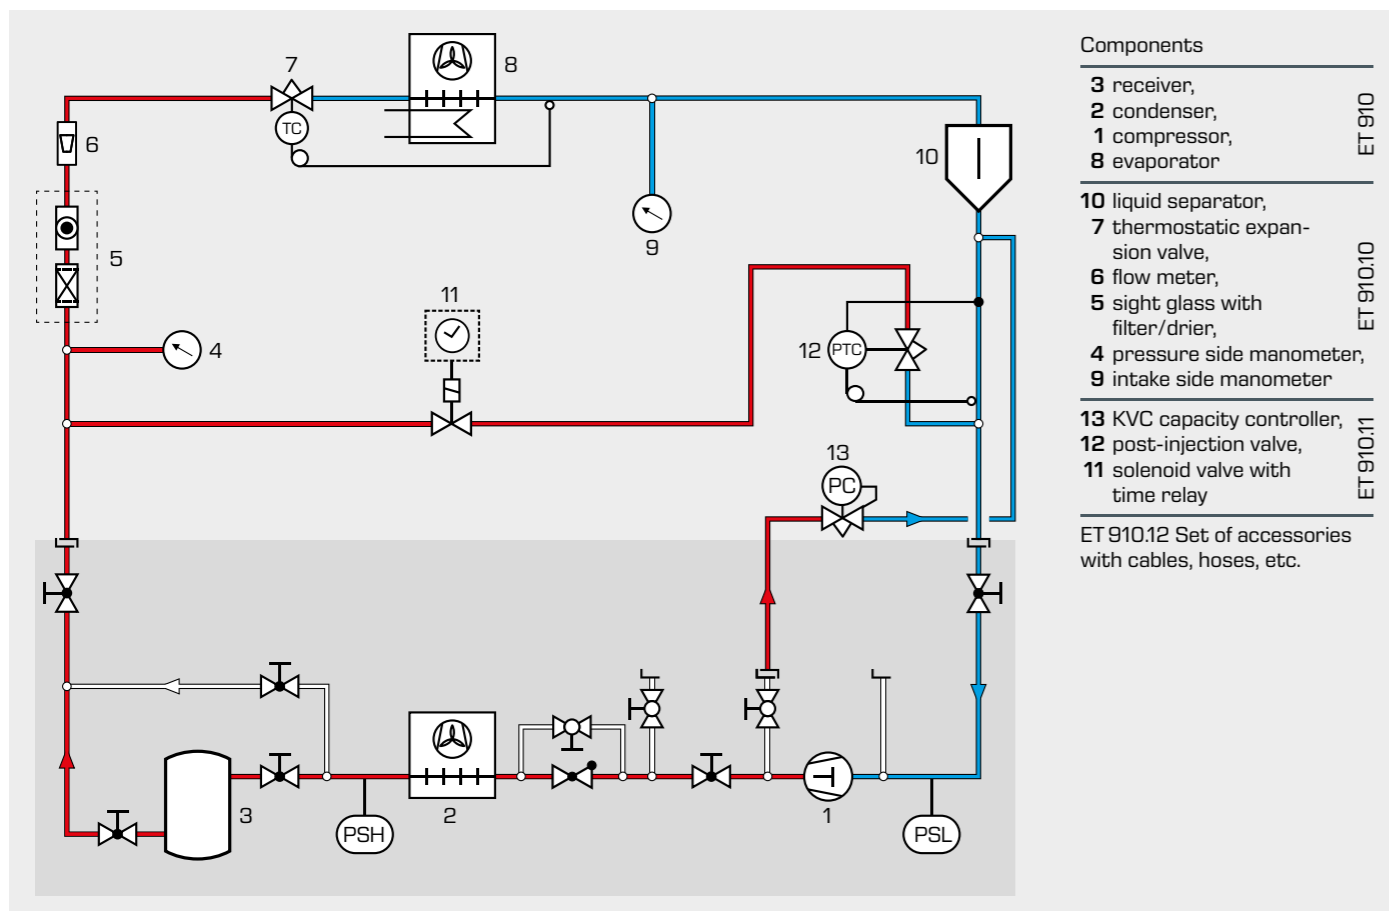 7
8
TC
6
10
5
9
11
4
12
PTC
13
PC
3
2
1
PSH
PSL
Components
3 receiver,
2 condenser,
1 compressor,
8 evaporator
ET 910
10 liquid separator,
7 thermostatic expan-
sion valve,
6 flow meter,
5 sight glass with
filter/drier,
4 pressure side manometer,
9 intake side manometer
ET 910.10
13 KVC capacity controller,
12 post-injection valve,
11 solenoid valve with
time relay
ET 910.11
ET 910.12 Set of accessories
with cables, hoses, etc.